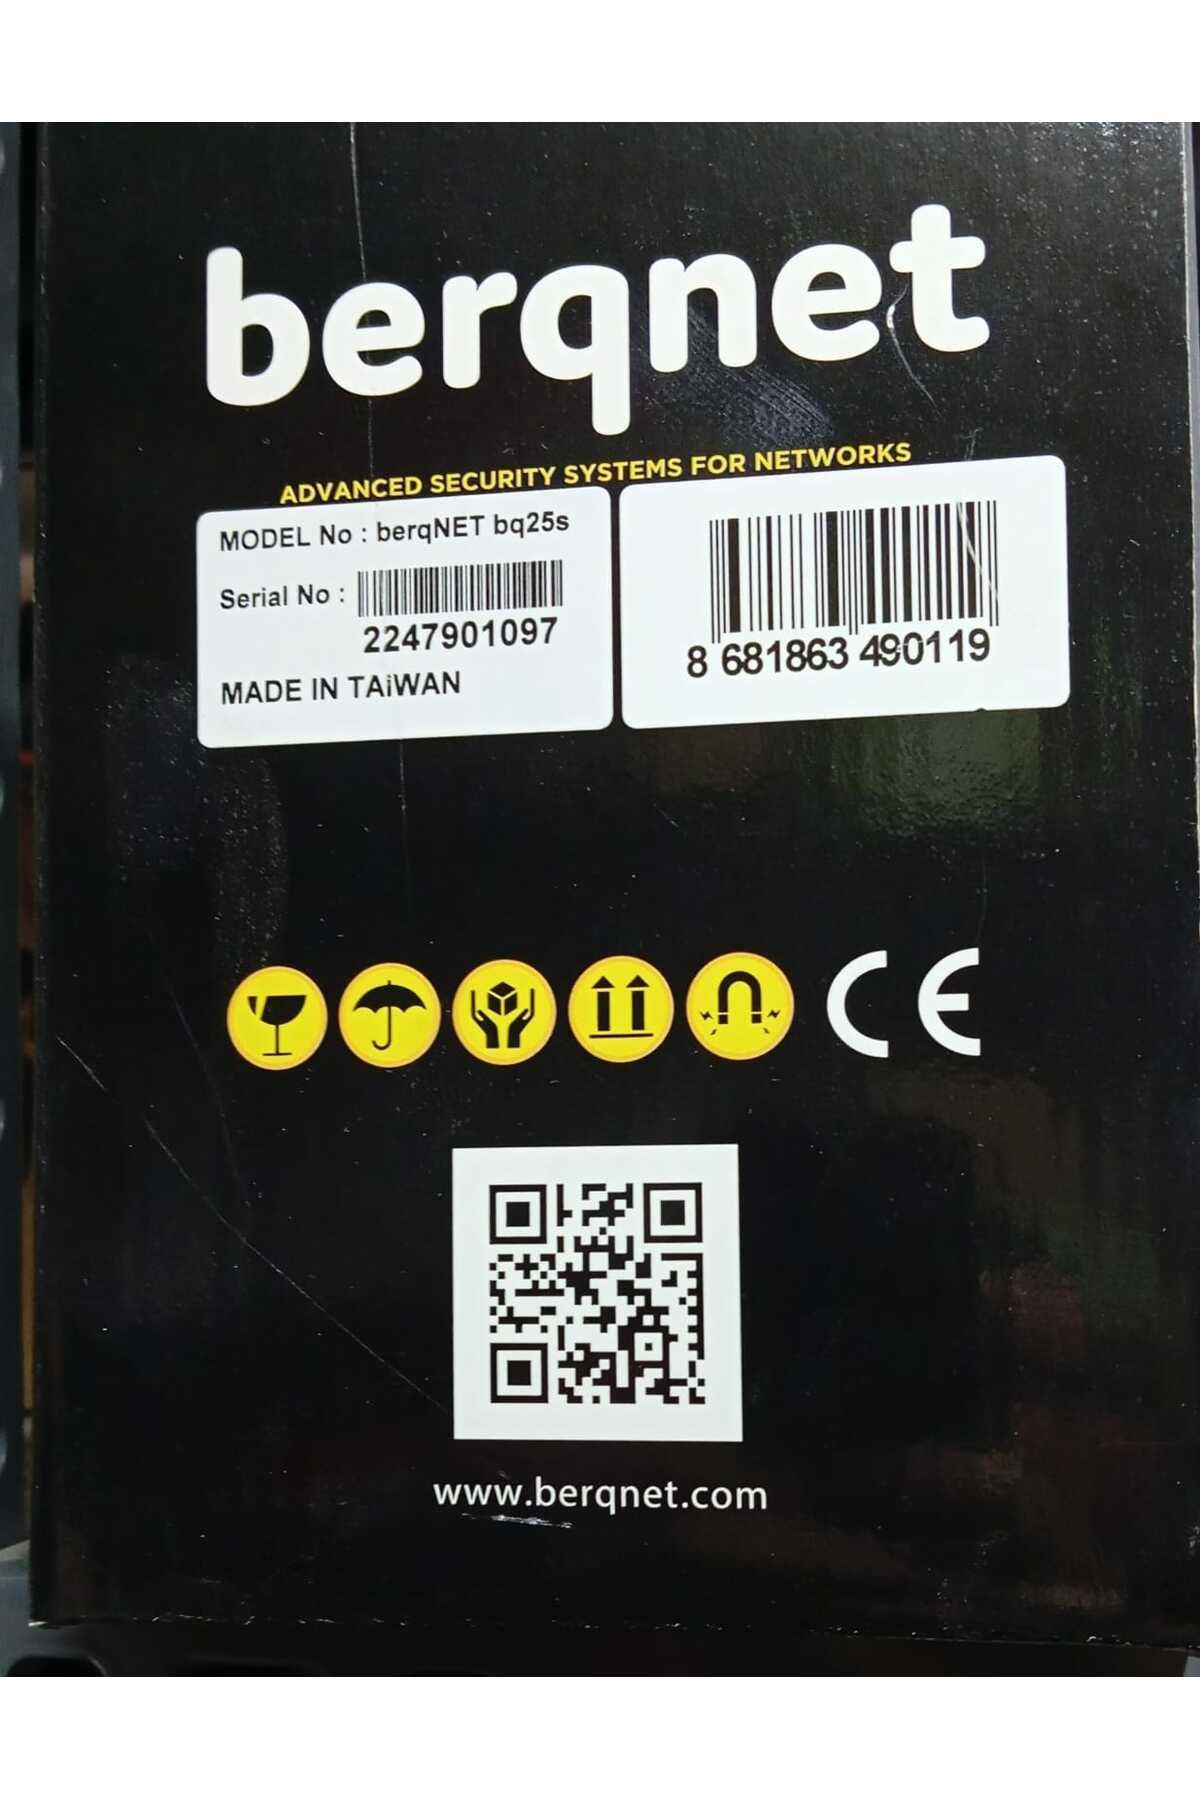 berqnet
ADVANCED SECURITY SYSTEMS FOR NETWORKS
MODEL No : berqNET bq25s
Serial No :
2247901097
MADE IN TAiWAN
8 681863 490119
CE
www.berqnet.com